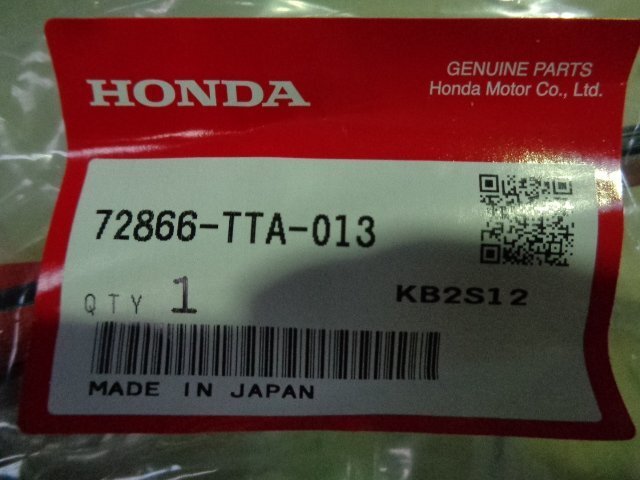 HONDA
GENUINE PARTS
Honda Motor Co., Ltd.
72866-TTA-013
QTY 1
KB2S12
MADE IN JAPAN